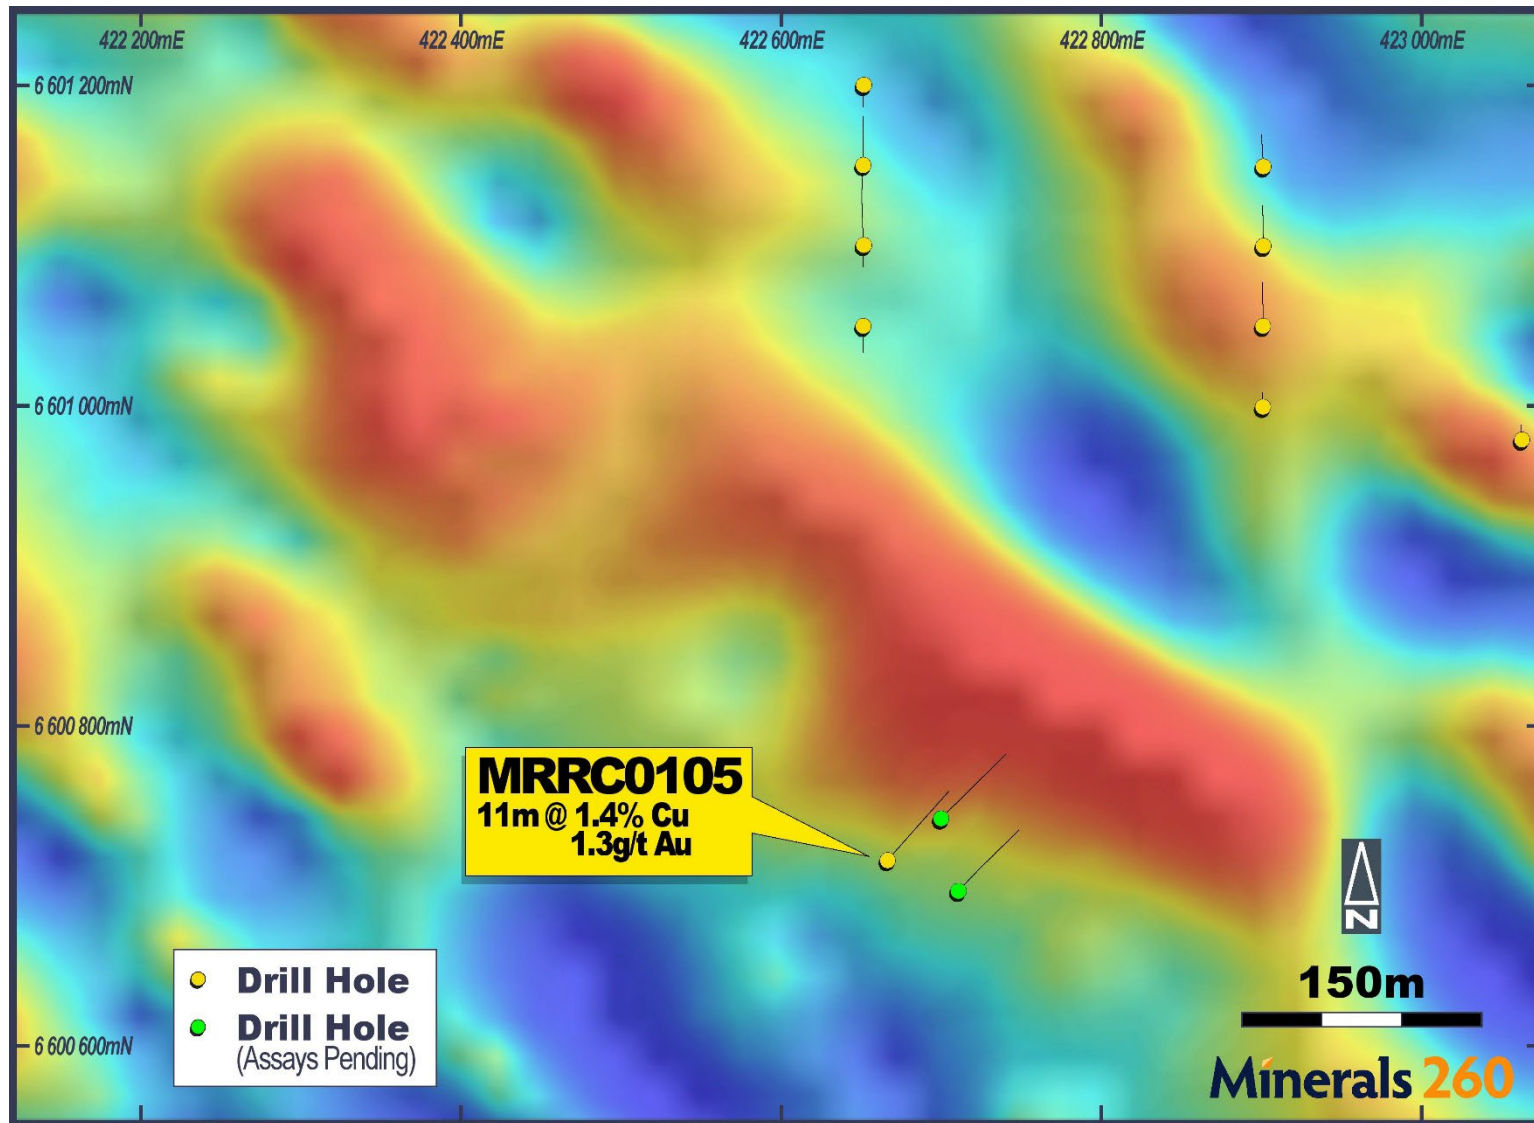 422 200mE
422 400mE
422 600mE
422 800mE
423 000mE
6 601 200mN
6 601 000mN
6 600 800mN
6 600 600mN
MRRC0105
11m @ 1.4% Cu
1.3g/t Au
Drill Hole
Drill Hole
(Assays Pending)
N
150m
Minerals 260